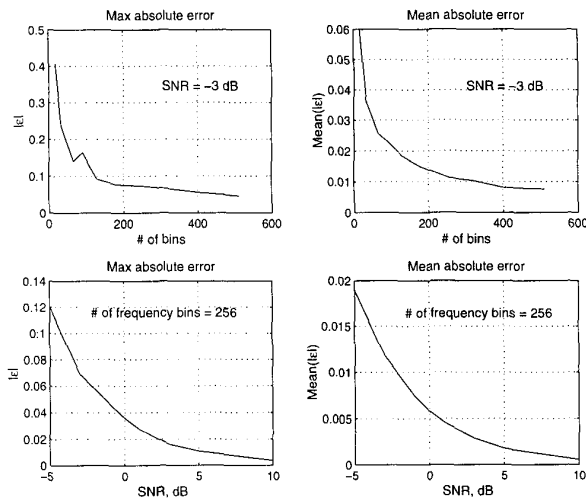 Max absolute error
0.5
0.4
0.3
0.2
0.1
0
|ε|
SNR = −3 dB
0 200 400 600
# of bins
Mean absolute error
0.06
0.05
0.04
0.03
0.02
0.01
0
Mean(|ε|)
SNR = −3 dB
0 200 400 600
# of bins
Max absolute error
0.14
0.12
0.1
0.08
0.06
0.04
0.02
0
|ε|
# of frequency bins = 256
−5 0 5 10
SNR, dB
Mean absolute error
0.02
0.015
0.01
0.005
0
Mean(|ε|)
# of frequency bins = 256
−5 0 5 10
SNR, dB